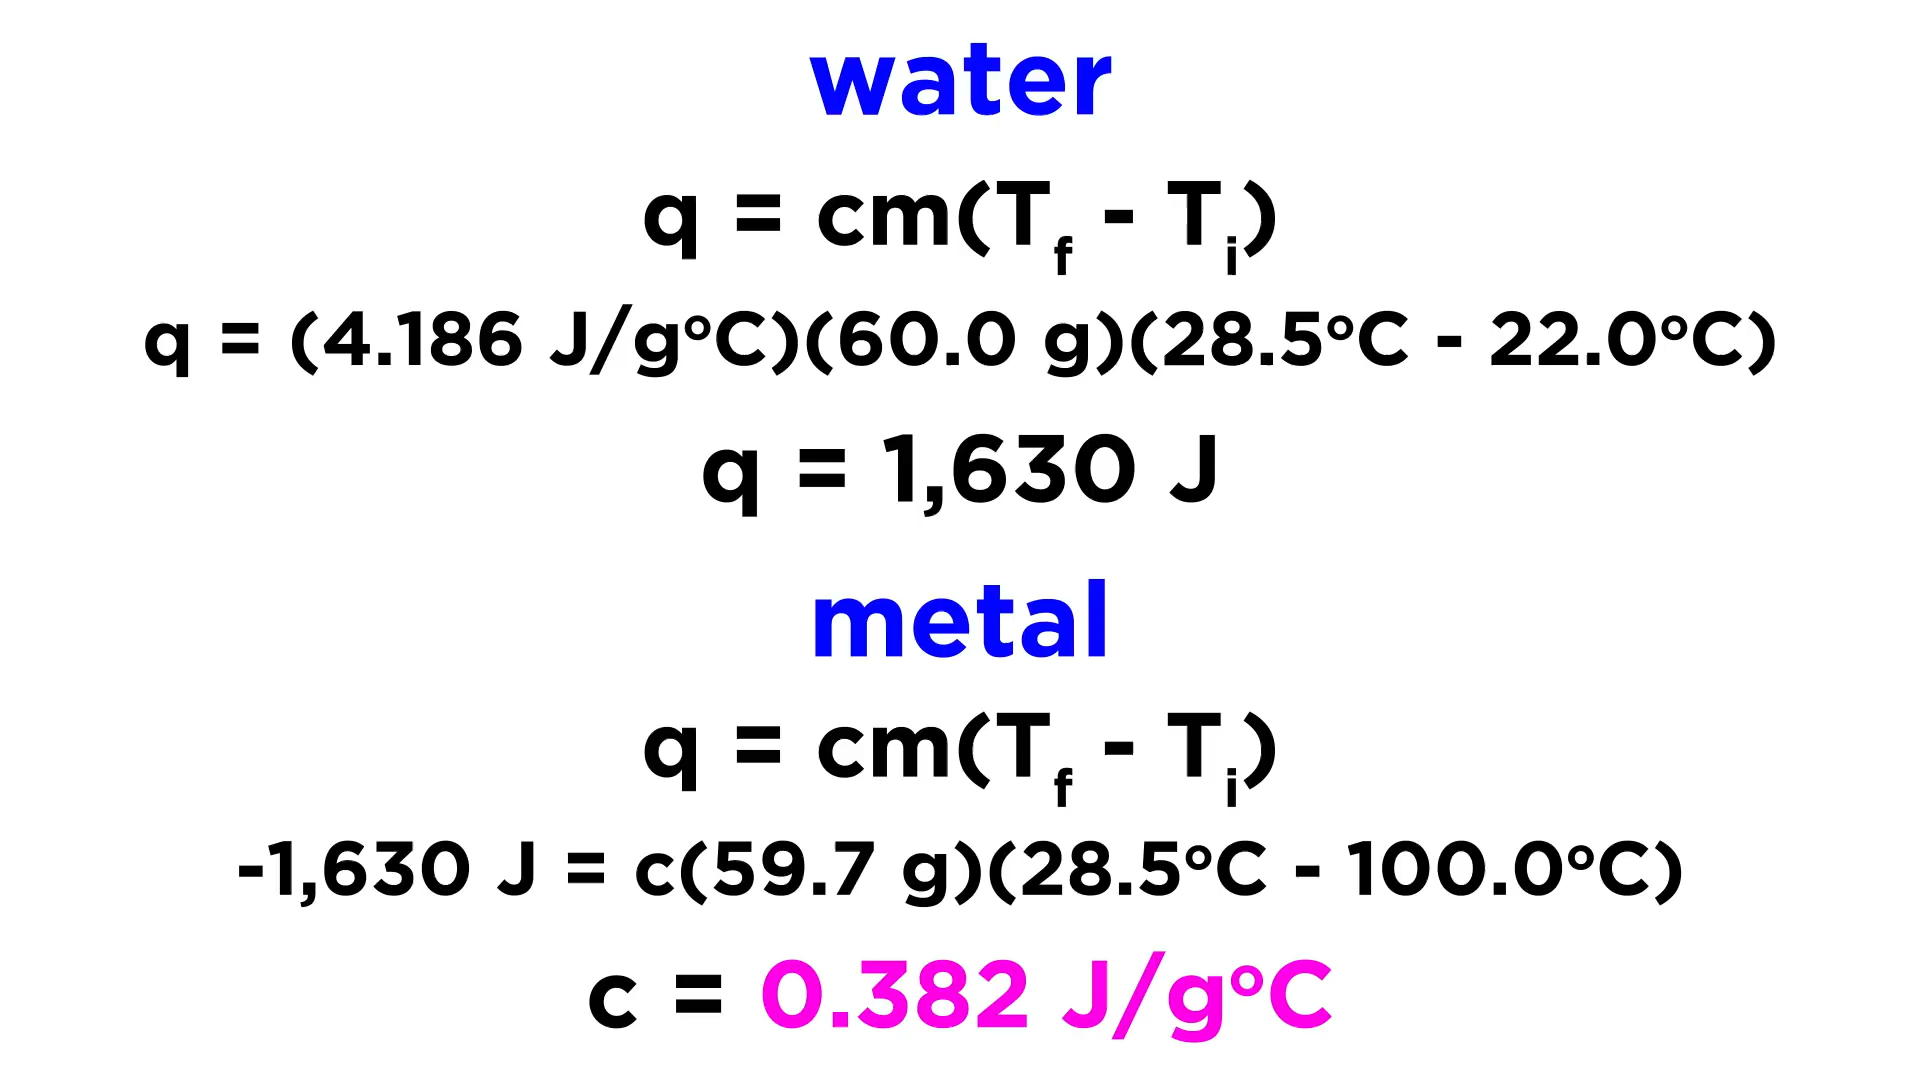 water
q = cm(Tf - Ti)
q = (4.186 J/g°C)(60.0 g)(28.5°C - 22.0°C)
q = 1,630 J
metal
q = cm(Tf - Ti)
-1,630 J = c(59.7 g)(28.5°C - 100.0°C)
c = 0.382 J/g°C